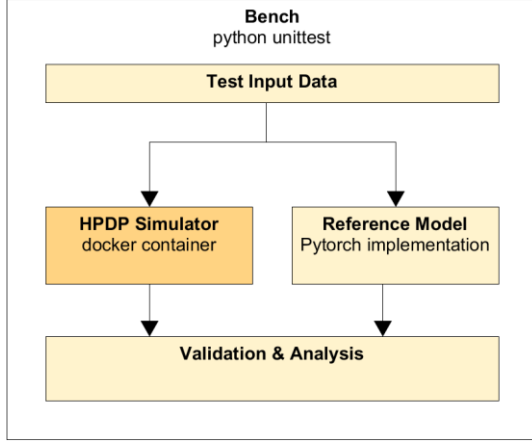 Bench
python unittest
Test Input Data
HPDP Simulator
docker container
Reference Model
Pytorch implementation
Validation & Analysis